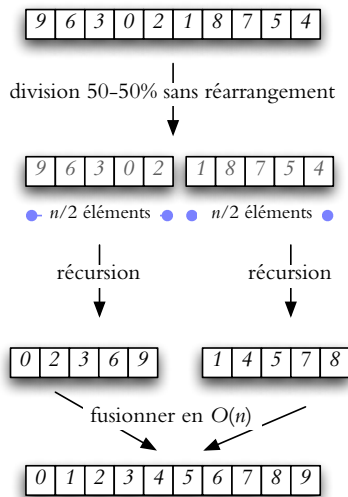 9 6 3 0 2 1 8 7 5 4
division 50-50% sans réarrangement
9 6 3 0 2 1 8 7 5 4
n/2 éléments n/2 éléments
récursion récursion
0 2 3 6 9 1 4 5 7 8
fusionner en O(n)
0 1 2 3 4 5 6 7 8 9